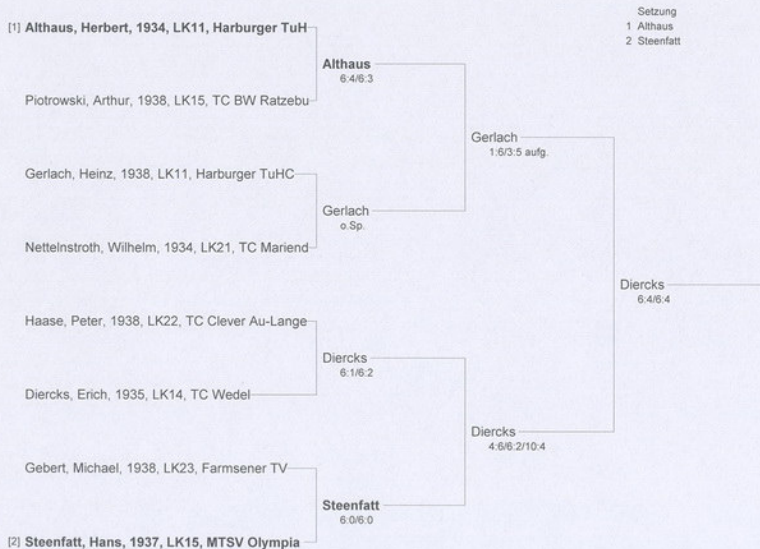 Setzung
1 Althaus
2 Steenfatt
[1] Althaus, Herbert, 1934, LK11, Harburger TuH
Althaus
6:4/6:3
Piotrowski, Arthur, 1938, LK15, TC BW Ratzebu
Gerlach
1:6/3:5 aufg.
Gerlach, Heinz, 1938, LK11, Harburger TuHC
Gerlach
o.Sp.
Nettelnstroth, Wilhelm, 1934, LK21, TC Mariend
Diercks
6:4/6:4
Haase, Peter, 1938, LK22, TC Clever Au-Lange
Diercks
6:1/6:2
Diercks, Erich, 1935, LK14, TC Wedel
Diercks
4:6/6:2/10:4
Gebert, Michael, 1938, LK23, Farmsener TV
Steenfatt
6:0/6:0
[2] Steenfatt, Hans, 1937, LK15, MTSV Olympia